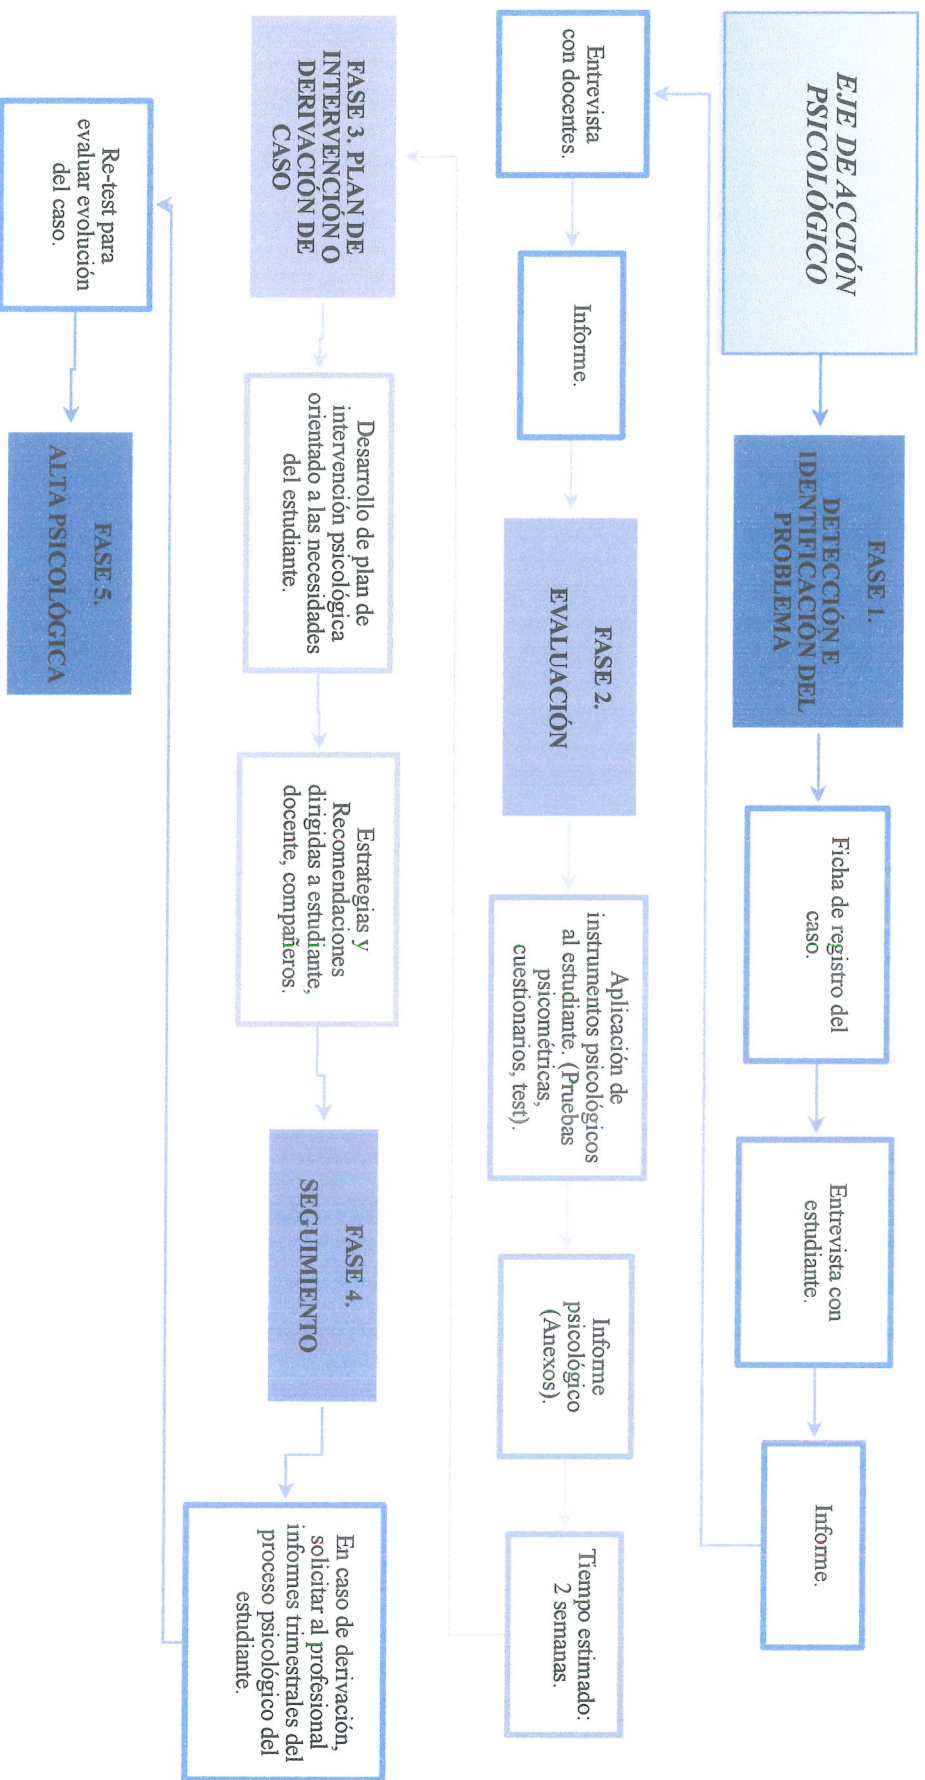 EJE DE ACCIÓN
PSICOLÓGICO
FASE 1.
DETECCIÓN E
IDENTIFICACIÓN DEL
PROBLEMA
Ficha de registro del
caso.
Entrevista con
estudiante.
Informe.
Entrevista
con docentes.
Informe.
FASE 2.
EVALUACIÓN
Aplicación de
instrumentos psicológicos
al estudiante. (Pruebas
psicométricas,
cuestionarios, test).
Informe
psicológico
(Anexos).
Tiempo estimado:
2 semanas.
FASE 3. PLAN DE
INTERVENCIÓN O
DERIVACIÓN DE
CASO
Desarrollo de plan de
intervención psicológica
orientado a las necesidades
del estudiante.
Estrategias y
Recomendaciones
dirigidas a estudiante,
docente, compañeros.
FASE 4.
SEGUIMIENTO
En caso de derivación,
solicitar al profesional
informes trimestrales del
proceso psicológico del
estudiante.
Re-test para
evaluar evolución
del caso.
FASE 5.
ALTA PSICOLÓGICA